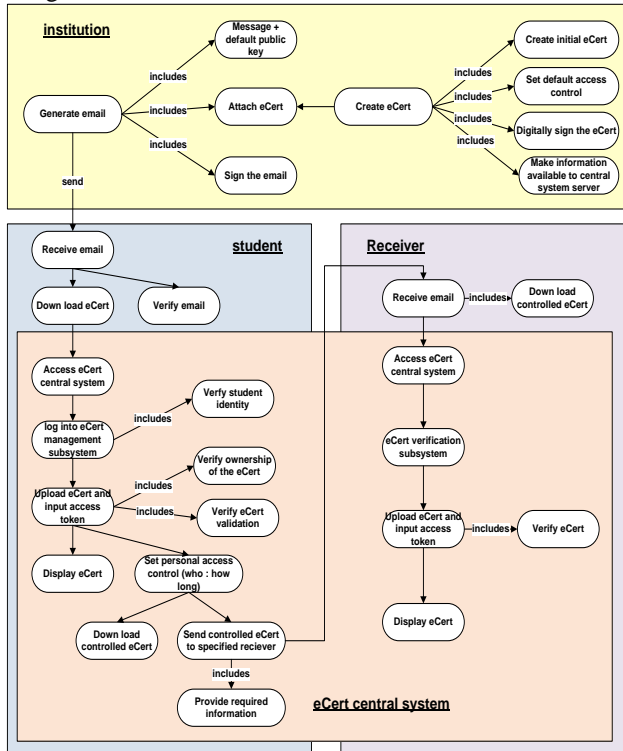 institution
Message +
default public
key
includes
Generate email
includes
Attach eCert
includes
Sign the email
send
Create eCert
includes
Create initial eCert
includes
Set default access
control
includes
Digitally sign the eCert
includes
Make information
available to central
system server
student
Receive email
Down load eCert
Verify email
Access eCert
central system
log into eCert
management
subsystem
includes
Verfy student
identity
Upload eCert and
input access
token
includes
Verify ownership
of the eCert
includes
Verify eCert
validation
Display eCert
Set personal access
control (who : how
long)
Down load
controlled eCert
Send controlled eCert
to specified reciever
includes
Provide required
information
Receiver
Receive email
includes
Down load
controlled eCert
Access eCert
central system
eCert verification
subsystem
Upload eCert and
input access
token
includes
Verify eCert
Display eCert
eCert central system